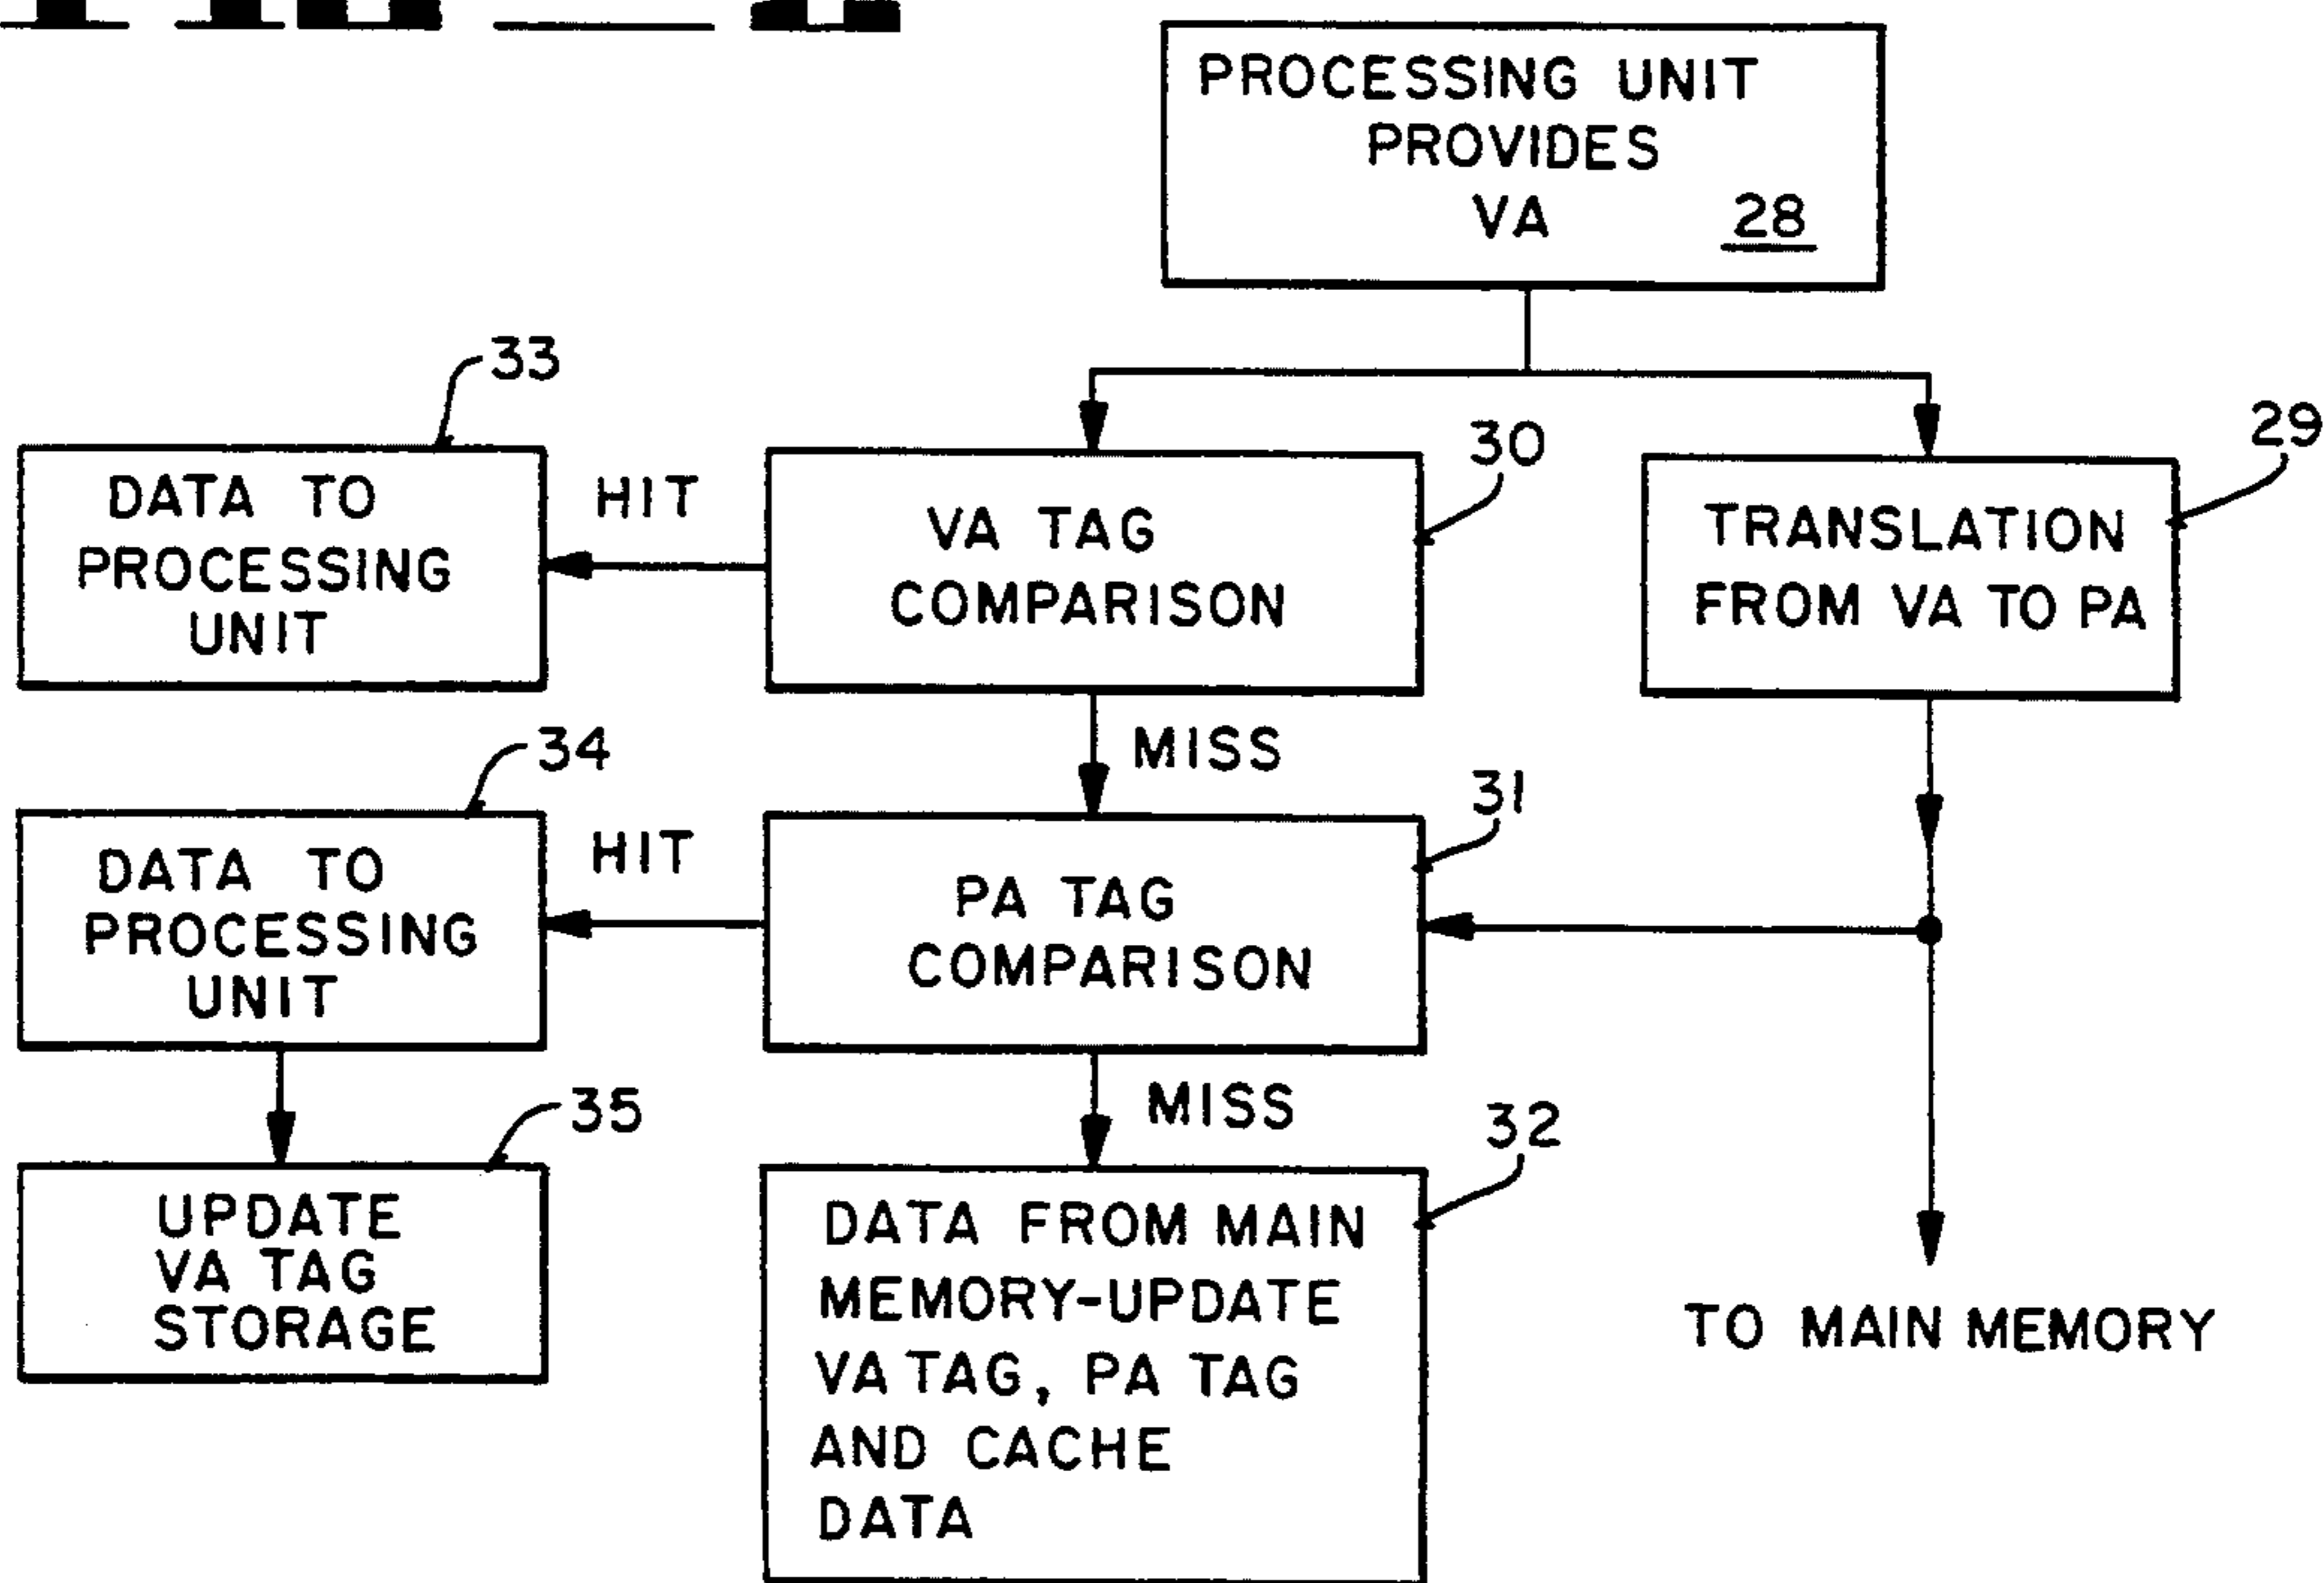 PROCESSING UNIT
PROVIDES
VA 28
33
30
29
DATA TO
PROCESSING
UNIT
HIT
VA TAG
COMPARISON
TRANSLATION
FROM VA TO PA
MISS
34
31
DATA TO
PROCESSING
UNIT
HIT
PA TAG
COMPARISON
MISS
35
32
UPDATE
VA TAG
STORAGE
DATA FROM MAIN
MEMORY-UPDATE
VA TAG, PA TAG
AND CACHE
DATA
TO MAIN MEMORY